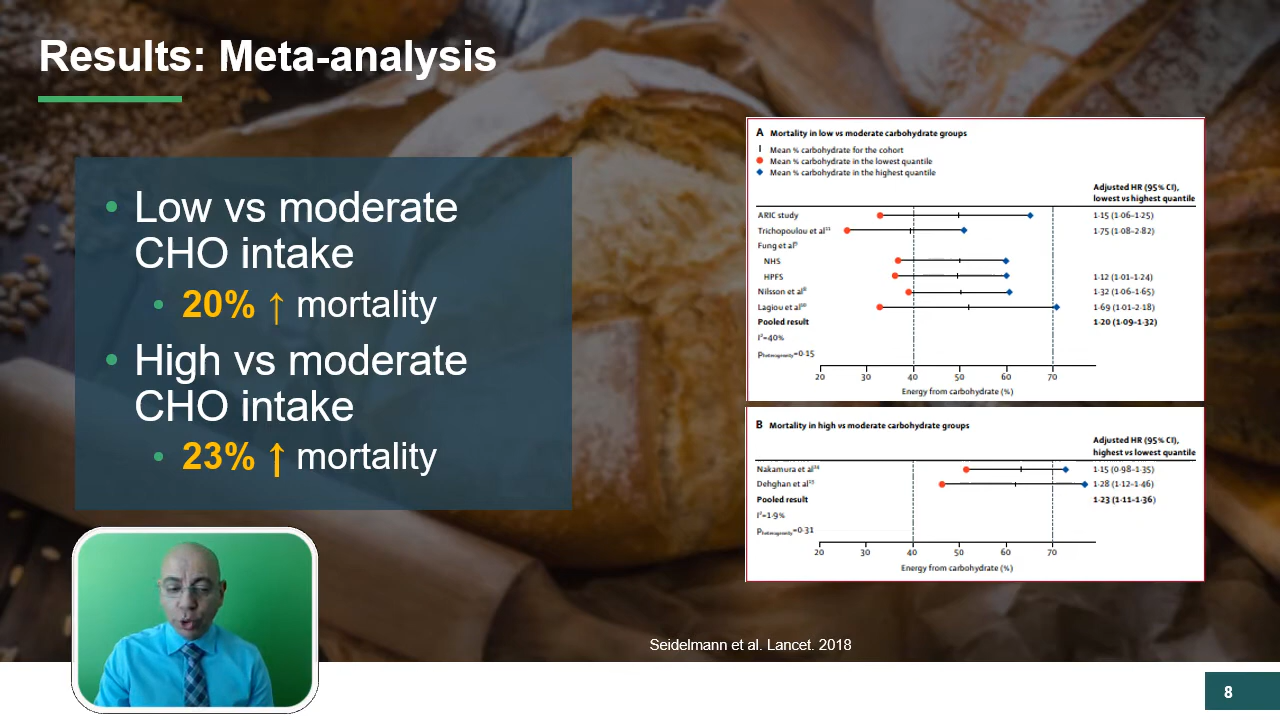 Results: Meta-analysis
• Low vs moderate
CHO intake
• 20% ↑ mortality
• High vs moderate
CHO intake
• 23% ↑ mortality
A Mortality in low vs moderate carbohydrate groups
Mean % carbohydrate for the cohort
Mean % carbohydrate in the lowest quantile
Mean % carbohydrate in the highest quantile
Adjusted HR (95% CI),
lowest vs highest quantile
ARIC study 1·15 (1·06–1·25)
Trichopoulou et al¹¹ 1·75 (1·08–2·82)
Fung et al⁹
NHS
HPFS 1·12 (1·01–1·24)
Nilsson et al⁸ 1·32 (1·06–1·65)
Lagiou et al¹⁰ 1·69 (1·01–2·18)
Pooled result 1·20 (1·09–1·32)
I²=40%
pheterogeneity=0·15
20 30 40 50 60 70
Energy from carbohydrate (%)
B Mortality in high vs moderate carbohydrate groups
Adjusted HR (95% CI),
highest vs lowest quantile
Nakamura et al²⁴ 1·15 (0·98–1·35)
Dehghan et al¹³ 1·28 (1·12–1·46)
Pooled result 1·23 (1·11–1·36)
I²=1·9%
pheterogeneity=0·31
20 30 40 50 60 70
Energy from carbohydrate (%)
Seidelmann et al. Lancet. 2018
8